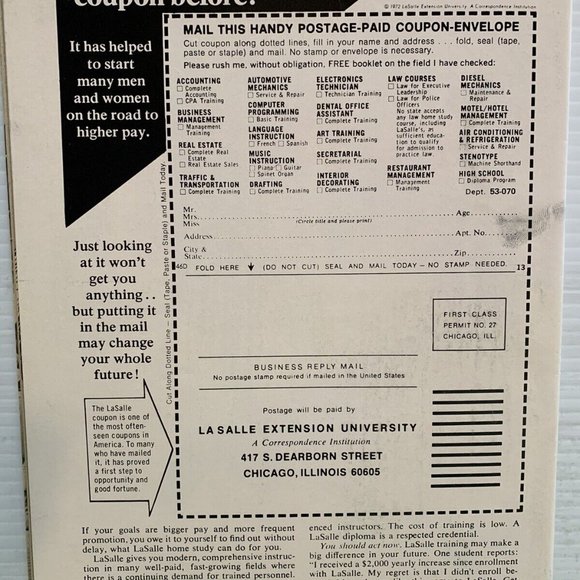 coupon before?
© 1972 LaSalle Extension University, A Correspondence Institution
It has helped
to start
many men
and women
on the road to
higher pay.
MAIL THIS HANDY POSTAGE-PAID COUPON-ENVELOPE
Cut coupon along dotted lines, fill in your name and address . . . fold, seal (tape,
paste or staple) and mail. No stamp or envelope is necessary.
Please rush me, without obligation, FREE booklet on the field I have checked:
ACCOUNTING
☐ Complete
Accounting
☐ CPA Training
BUSINESS
MANAGEMENT
☐ Management
Training
REAL ESTATE
☐ Complete Real
Estate
☐ Real Estate Sales
TRAFFIC &
TRANSPORTATION
☐ Complete Training
AUTOMOTIVE
MECHANICS
☐ Service & Repair
COMPUTER
PROGRAMMING
☐ Basic Training
LANGUAGE
INSTRUCTION
☐ French ☐ Spanish
MUSIC
INSTRUCTION
☐ Piano ☐ Guitar
☐ Spinet Organ
DRAFTING
☐ Complete Training
ELECTRONICS
TECHNICIAN
☐ Technician Training
DENTAL OFFICE
ASSISTANT
☐ Complete Training
ART TRAINING
☐ Complete Training
SECRETARIAL
☐ Complete Training
INTERIOR
DECORATING
☐ Complete Training
LAW COURSES
☐ Law for Executive
Leadership
☐ Law for Police
Officers
No state accepts
any law home study
course, including
LaSalle's, as
sufficient educa-
tion to qualify
for admission to
practice law.
RESTAURANT
MANAGEMENT
☐ Management
Training
DIESEL
MECHANICS
☐ Maintenance &
Repair
MOTEL/HOTEL
MANAGEMENT
☐ Complete Training
AIR CONDITIONING
& REFRIGERATION
☐ Service & Repair
STENOTYPE
☐ Machine Shorthand
HIGH SCHOOL
☐ Diploma Program
Dept. 53-070
Mr.
Mrs.
Miss
(Circle title and please print)
Age
Address
Apt. No.
City &
State
Zip
46D FOLD HERE (DO NOT CUT) SEAL AND MAIL TODAY – NO STAMP NEEDED. 13
Cut Along Dotted Line – Seal (Tape, Paste or Staple) and Mail Today.
Just looking
at it won't
get you
anything . .
but putting it
in the mail
may change
your whole
future!
The LaSalle
coupon is one of
the most often-
seen coupons in
America. To many
who have mailed
it, it has proved
a first step to
opportunity and
good fortune.
FIRST CLASS
PERMIT NO. 27
CHICAGO, ILL.
BUSINESS REPLY MAIL
No postage stamp required if mailed in the United States
Postage will be paid by
LA SALLE EXTENSION UNIVERSITY
A Correspondence Institution
417 S. DEARBORN STREET
CHICAGO, ILLINOIS 60605
If your goals are bigger pay and more frequent
promotion, you owe it to yourself to find out without
delay, what LaSalle home study can do for you.
LaSalle gives you modern, comprehensive instruc-
tion in many well-paid, fast-growing fields where
there is a continuing demand for trained personnel.
enced instructors. The cost of training is low. A
LaSalle diploma is a respected credential.
You should act now. LaSalle training may make a
big difference in your future. One student reports:
"I received a $2,000 yearly increase since enrollment
with LaSalle. My regret is that I didn't enroll be-